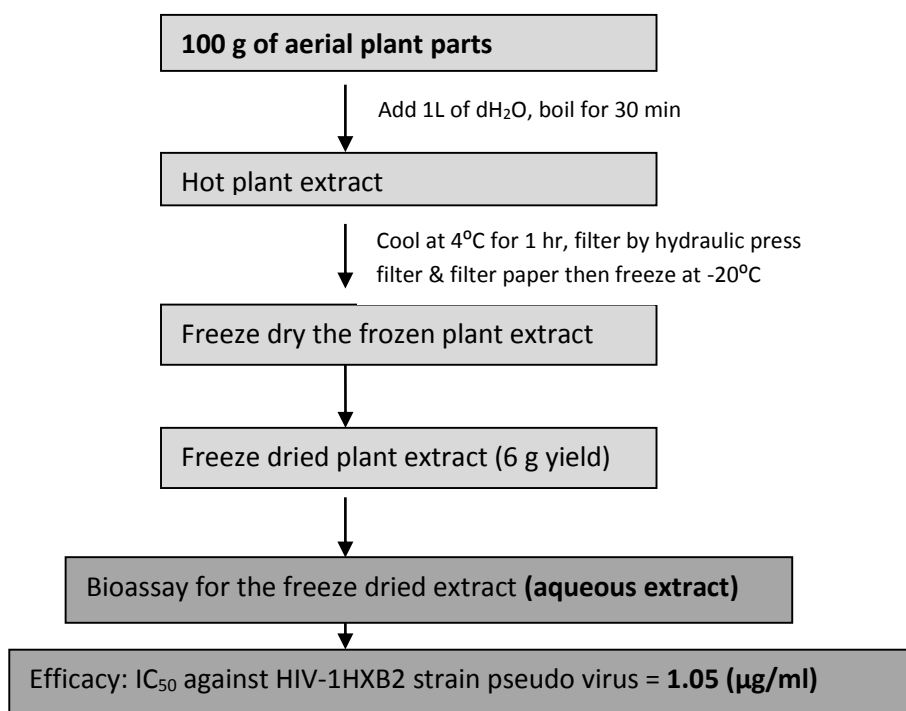 100 g of aerial plant parts
Add 1L of dH₂O, boil for 30 min
Hot plant extract
Cool at 4⁰C for 1 hr, filter by hydraulic press
filter & filter paper then freeze at -20⁰C
Freeze dry the frozen plant extract
Freeze dried plant extract (6 g yield)
Bioassay for the freeze dried extract (aqueous extract)
Efficacy: IC₅₀ against HIV-1HXB2 strain pseudo virus = 1.05 (μg/ml)